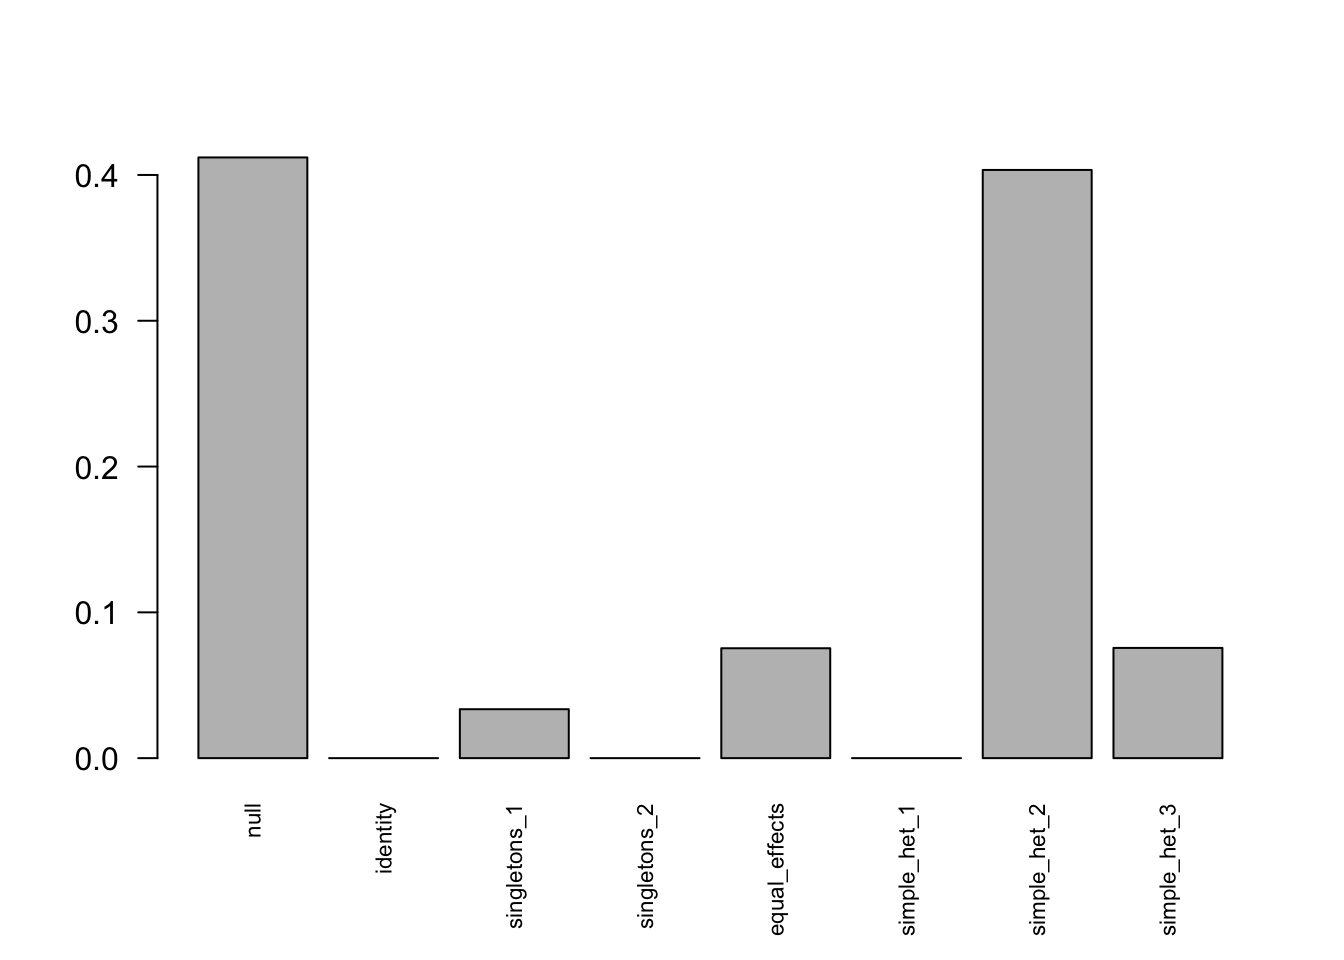 0.4
0.3
0.2
0.1
0.0
null
identity
singletons_1
singletons_2
equal_effects
simple_het_1
simple_het_2
simple_het_3